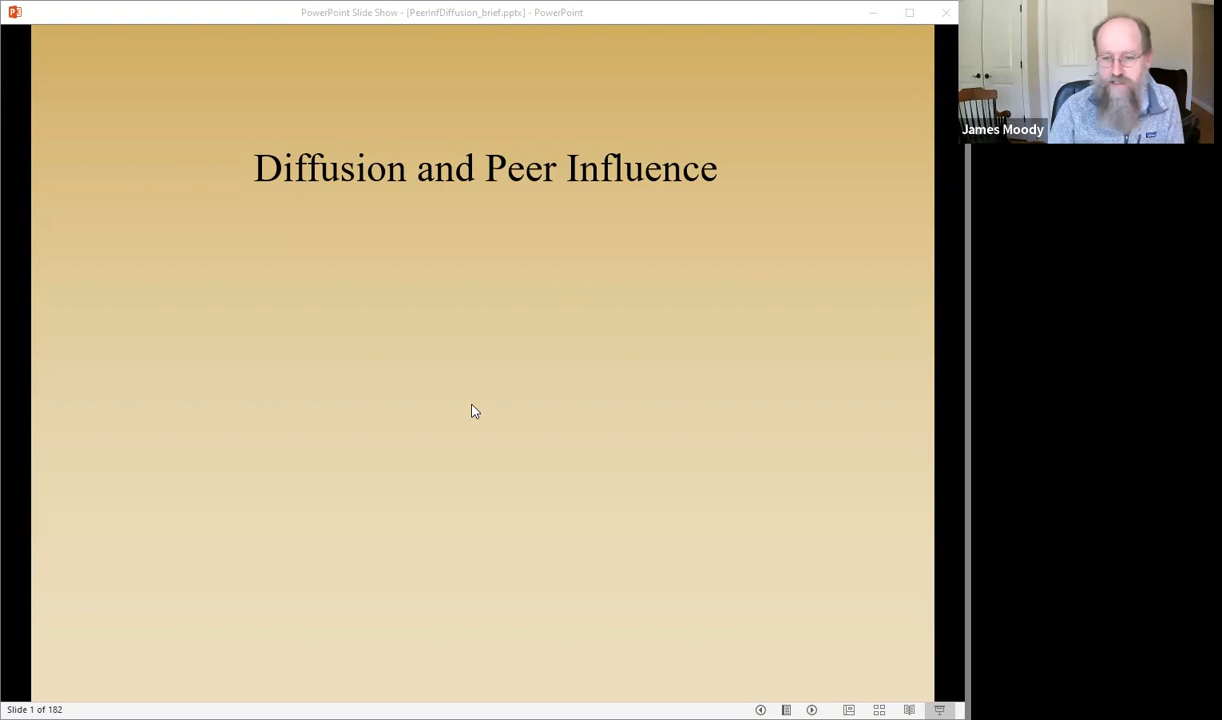 PowerPoint Slide Show - [PeerInfDiffusion_brief.pptx] - PowerPoint
James Moody
Diffusion and Peer Influence
Slide 1 of 182